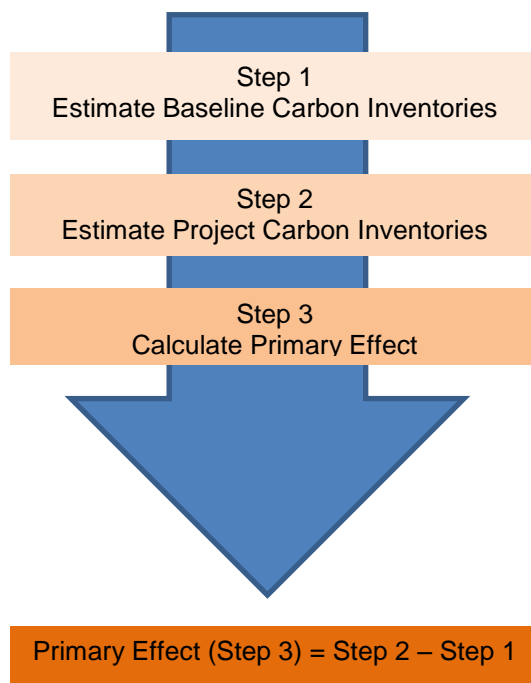 Step 1
Estimate Baseline Carbon Inventories
Step 2
Estimate Project Carbon Inventories
Step 3
Calculate Primary Effect
Primary Effect (Step 3) = Step 2 – Step 1